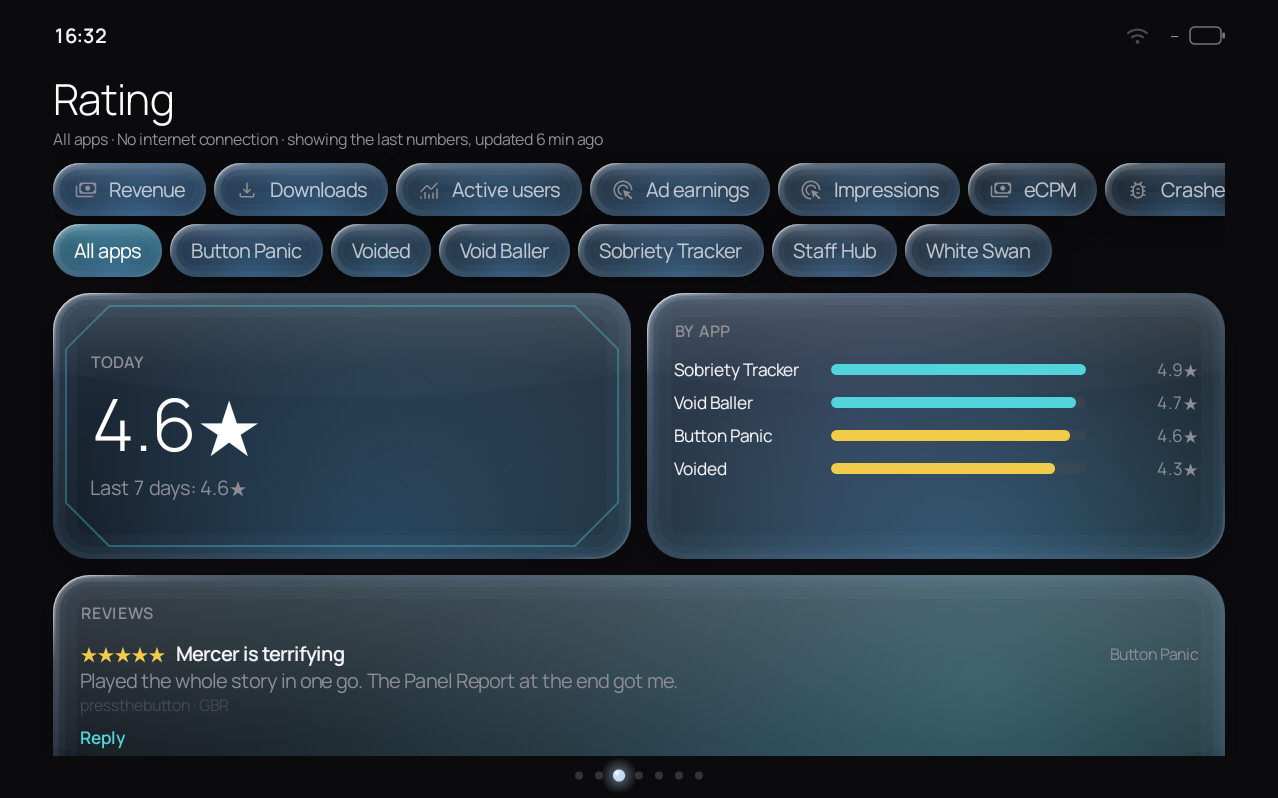 16:32
–
Rating
All apps · No internet connection · showing the last numbers, updated 6 min ago
Revenue Downloads Active users Ad earnings Impressions eCPM Crashe
All apps Button Panic Voided Void Baller Sobriety Tracker Staff Hub White Swan
TODAY
4.6★
Last 7 days: 4.6★
BY APP
Sobriety Tracker 4.9★
Void Baller 4.7★
Button Panic 4.6★
Voided 4.3★
REVIEWS
★★★★★ Mercer is terrifying Button Panic
Played the whole story in one go. The Panel Report at the end got me.
pressthebutton · GBR
Reply